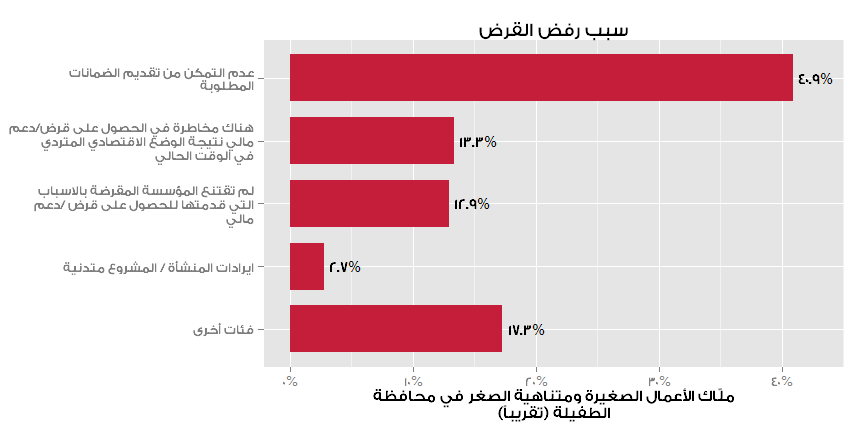 سبب رفض القرض
عدم التمكن من تقديم الضمانات
المطلوبة
٤٠.٩%
هناك مخاطرة في الحصول على قرض/دعم
مالي نتيجة الوضع الاقتصادي المتردي
في الوقت الحالي
١٣.٣%
لم تقتنع المؤسسة المقرضة بالاسباب
التي قدمتها للحصول على قرض /دعم
مالي
١٢.٩%
ايرادات المنشأة / المشروع متدنية
٢.٧%
فئات أخرى
١٧.٣%
٠% ١٠% ٢٠% ٣٠% ٤٠%
ملّاك الأعمال الصغيرة ومتناهية الصغر في محافظة
الطفيلة (تقريباً)